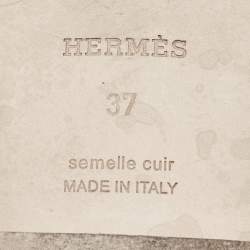 HERMÈS
37
semelle cuir
MADE IN ITALY